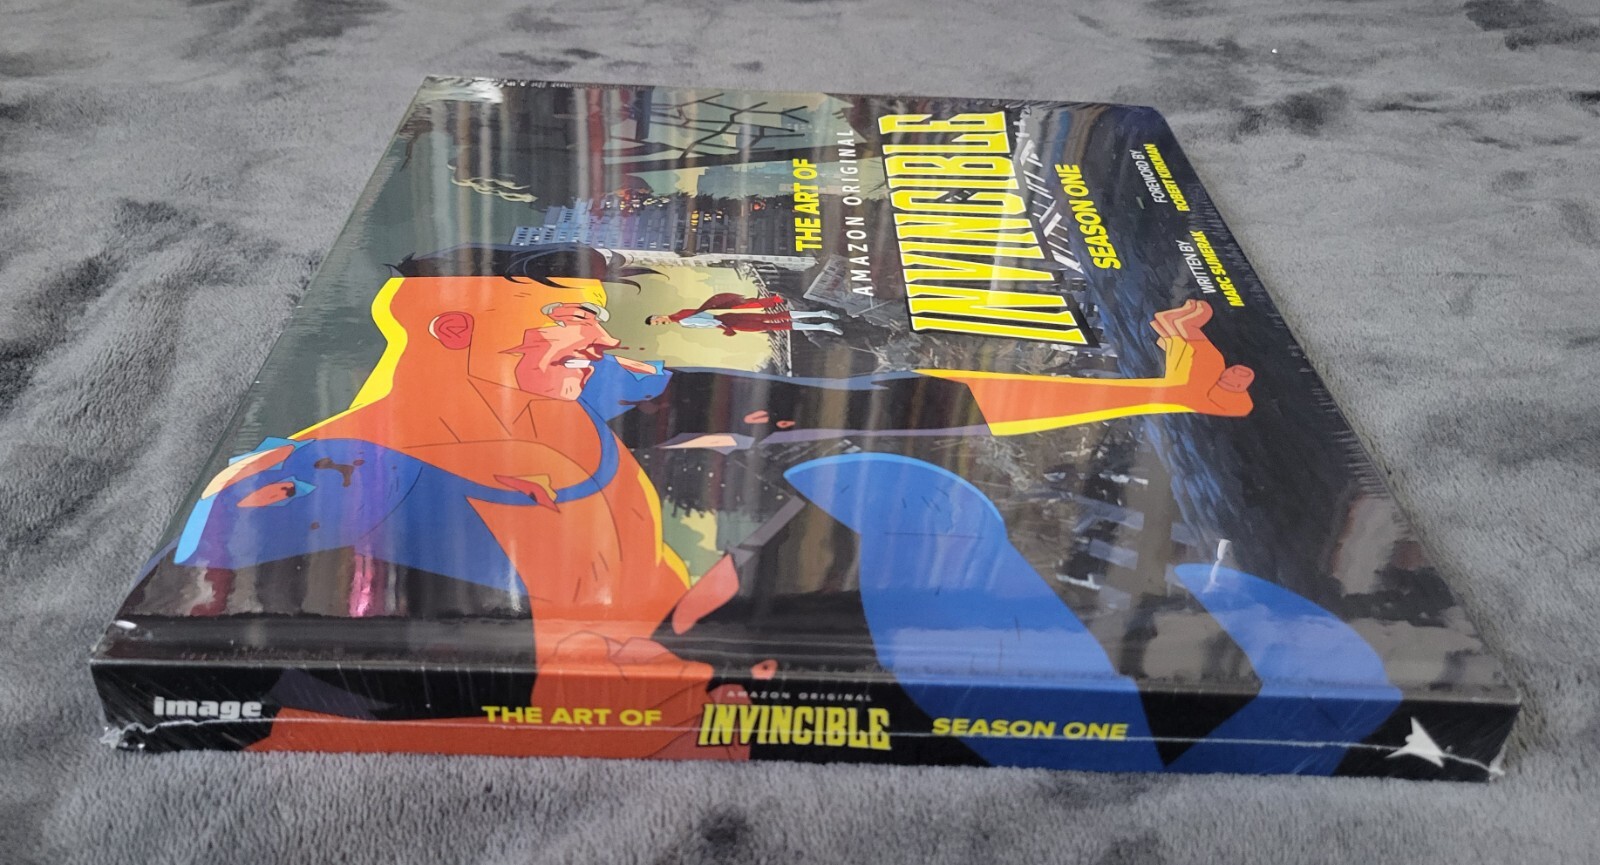 THE ART OF
AMAZON ORIGINAL
INVINCIBLE
SEASON ONE
WRITTEN BY
MARC SUMERAK
FOREWORD BY
ROBERT KIRKMAN
image
THE ART OF
AMAZON ORIGINAL
INVINCIBLE
SEASON ONE